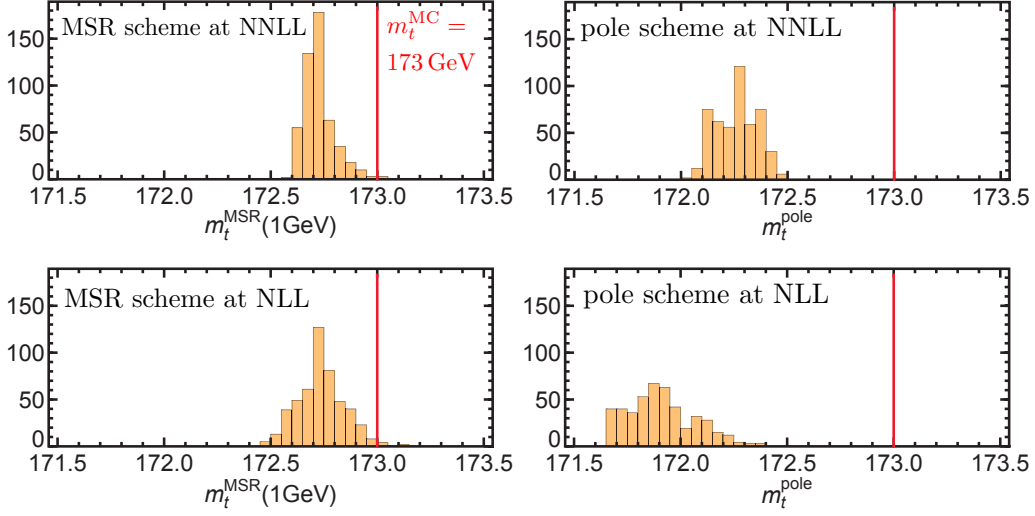 MSR scheme at NNLL
m_t^MC =
173 GeV
150
100
50
0
171.5 172.0 172.5 173.0 173.5
m_t^MSR(1GeV)
pole scheme at NNLL
150
100
50
0
171.5 172.0 172.5 173.0 173.5
m_t^pole
MSR scheme at NLL
150
100
50
0
171.5 172.0 172.5 173.0 173.5
m_t^MSR(1GeV)
pole scheme at NLL
150
100
50
0
171.5 172.0 172.5 173.0 173.5
m_t^pole